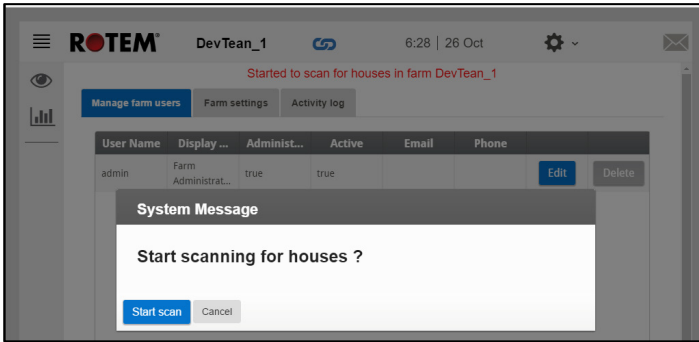 ROTEM DevTean_1 6:28 | 26 Oct
Started to scan for houses in farm DevTean_1
Manage farm users Farm settings Activity log
User Name Display ... Administ... Active Email Phone
admin Farm Administrat... true true Edit Delete
System Message
Start scanning for houses ?
Start scan Cancel